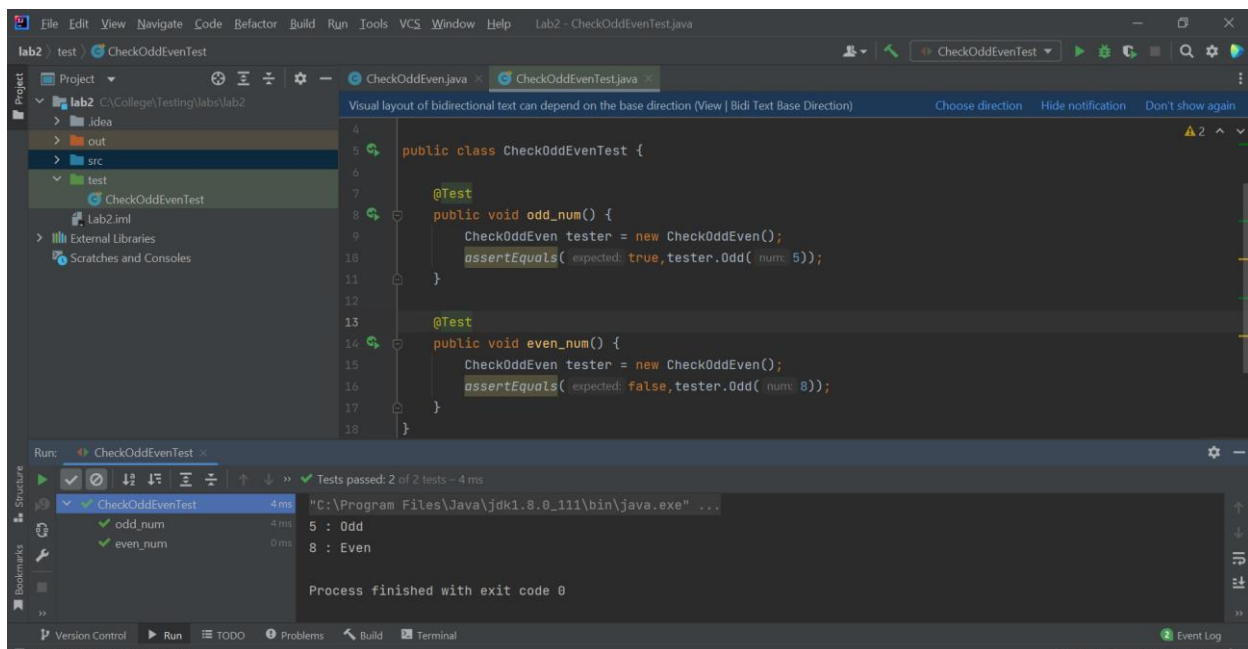 File Edit View Navigate Code Refactor Build Run Tools VCS Window Help Lab2 - CheckOddEvenTest.java
lab2 test CheckOddEvenTest CheckOddEvenTest
Project CheckOddEven.java CheckOddEvenTest.java
Project
lab2 C:\College\Testing\labs\lab2
.idea
out
src
test
CheckOddEvenTest
Lab2.iml
External Libraries
Scratches and Consoles
Visual layout of bidirectional text can depend on the base direction (View | Bidi Text Base Direction) Choose direction Hide notification Don't show again
2
4
5 public class CheckOddEvenTest {
6
7 @Test
8 public void odd_num() {
9 CheckOddEven tester = new CheckOddEven();
10 assertEquals( expected: true,tester.Odd( num: 5));
11 }
12
13 @Test
14 public void even_num() {
15 CheckOddEven tester = new CheckOddEven();
16 assertEquals( expected: false,tester.Odd( num: 8));
17 }
18 }
Run: CheckOddEvenTest
Tests passed: 2 of 2 tests – 4 ms
CheckOddEvenTest 4 ms
odd_num 4 ms
even_num 0 ms
"C:\Program Files\Java\jdk1.8.0_111\bin\java.exe" ...
5 : Odd
8 : Even
Process finished with exit code 0
Structure
Bookmarks
Version Control Run TODO Problems Build Terminal 2 Event Log